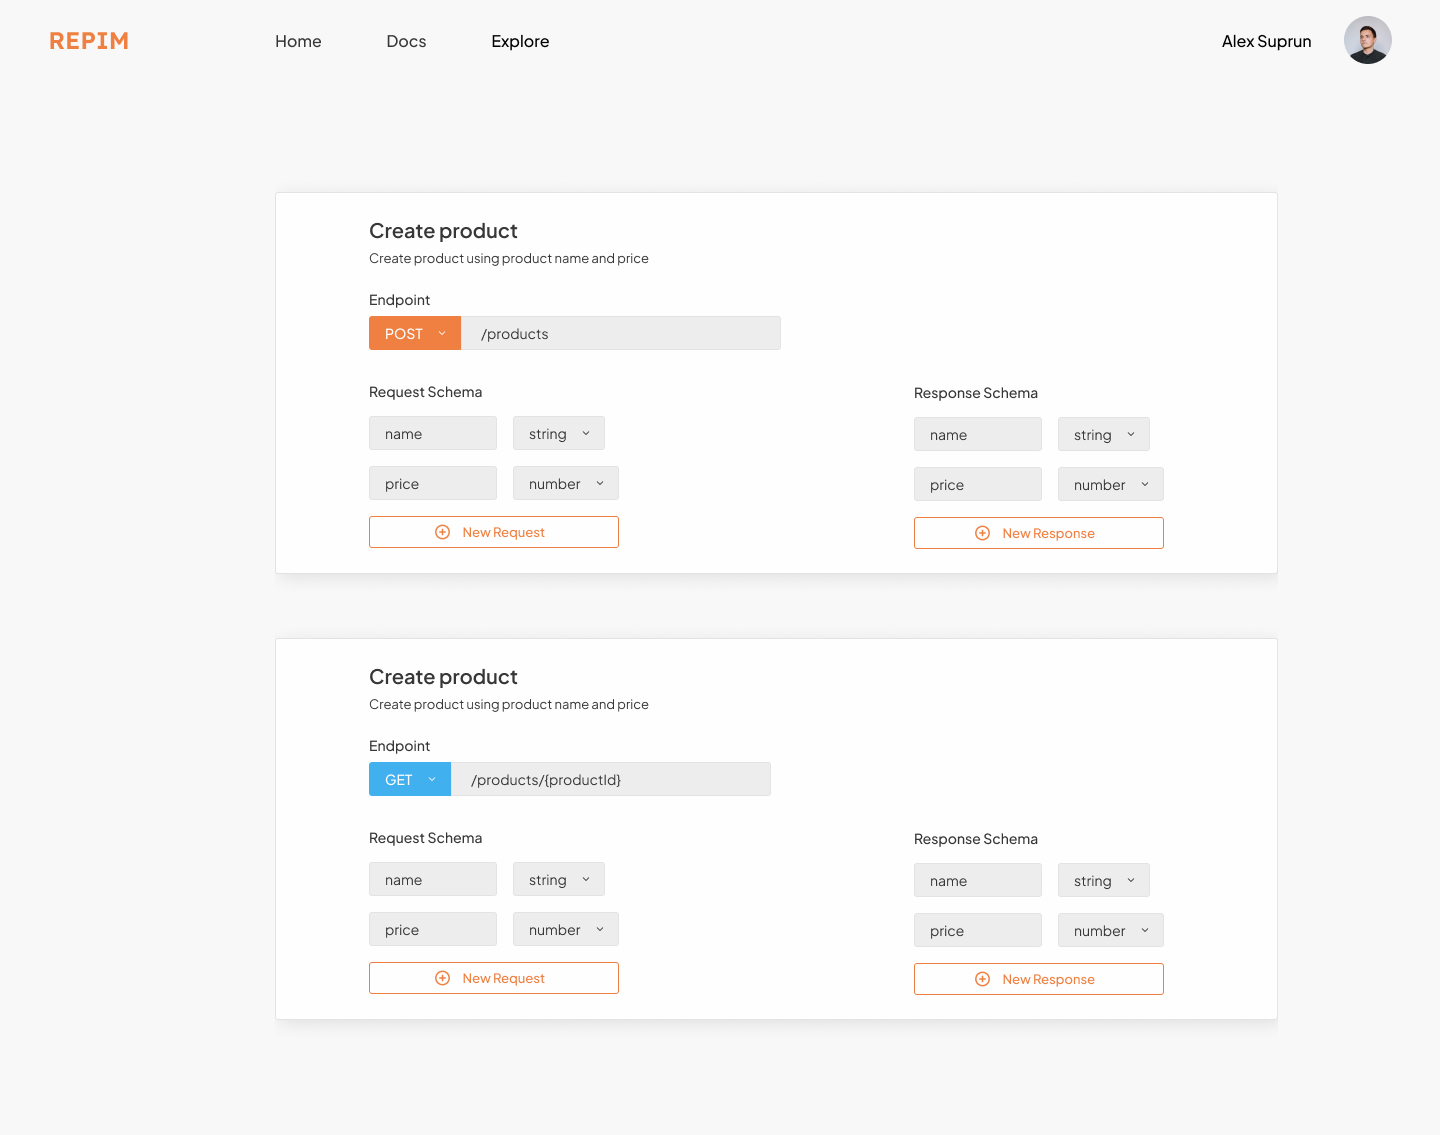 REPIM
Home
Docs
Explore
Alex Suprun
Create product
Create product using product name and price
Endpoint
POST
/products
Request Schema
name
string
price
number
New Request
Response Schema
name
string
price
number
New Response
Create product
Create product using product name and price
Endpoint
GET
/products/{productId}
Request Schema
name
string
price
number
New Request
Response Schema
name
string
price
number
New Response